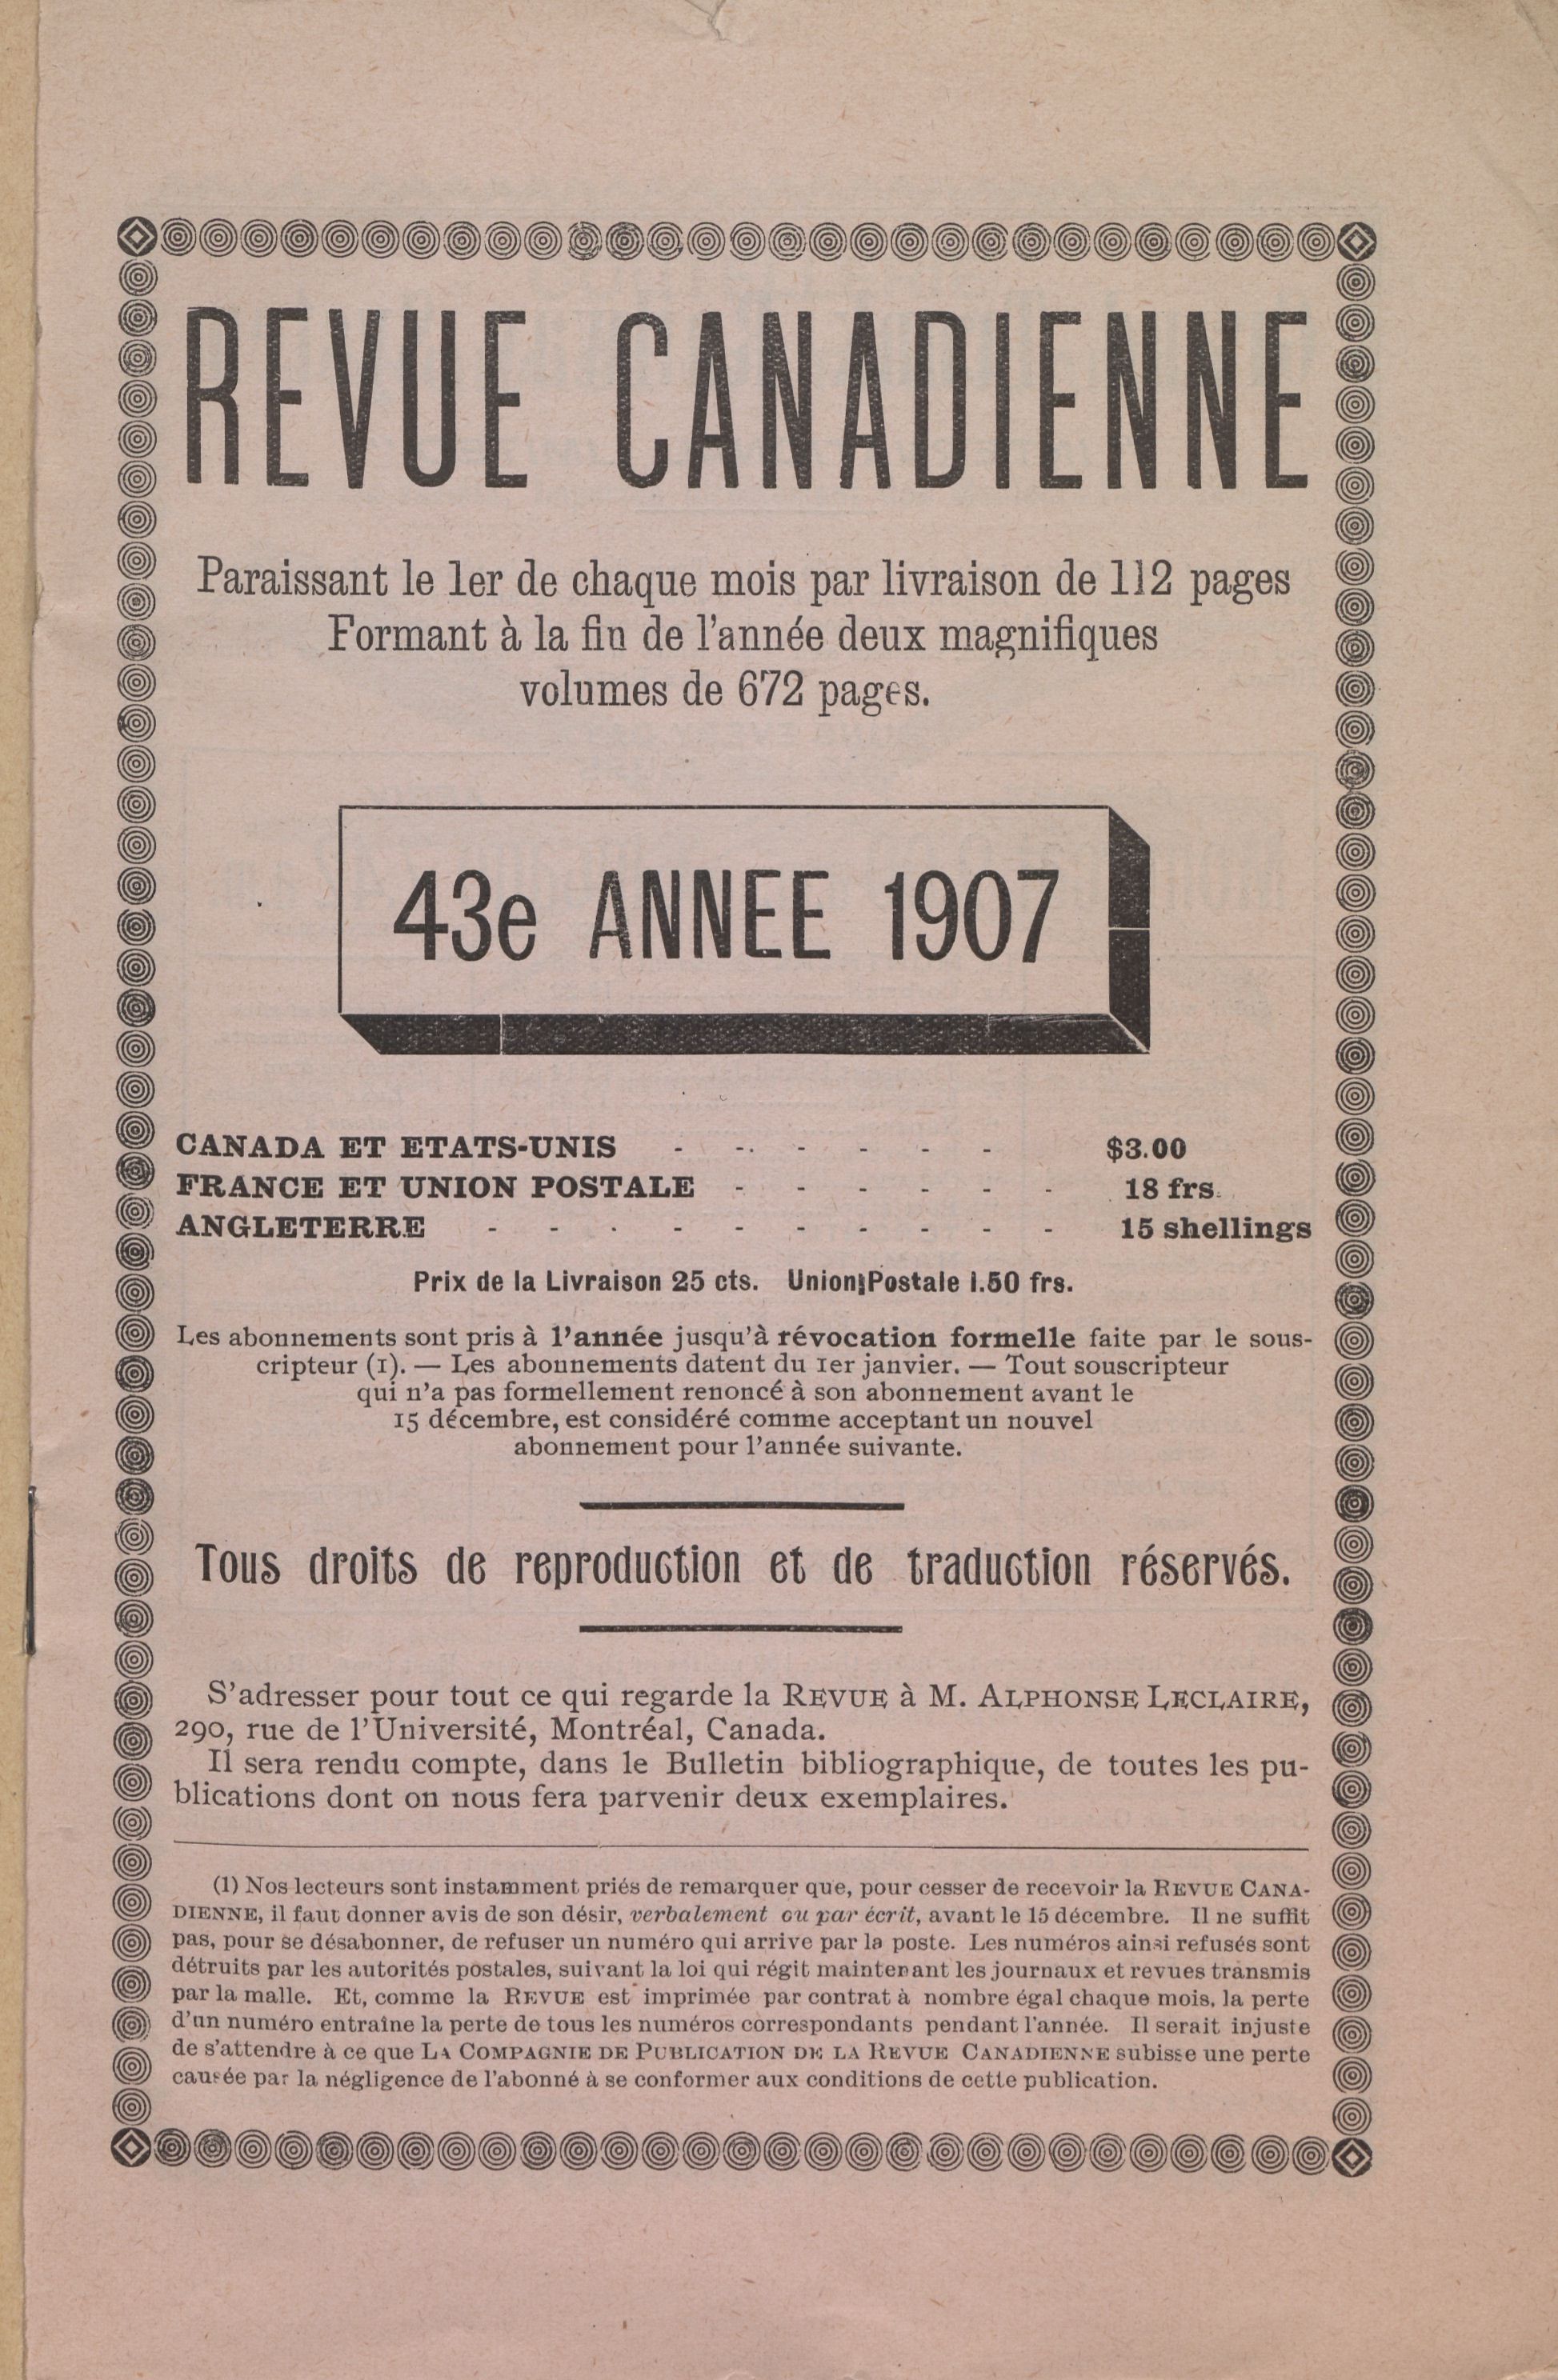 REVUE CANADIENNE
Paraissant le 1er de chaque mois par livraison de 112 pages
Formant à la fin de l'année deux magnifiques
volumes de 672 pages.
43e ANNEE 1907
CANADA ET ETATS-UNIS - - - - - - $3.00
FRANCE ET UNION POSTALE - - - - - - 18 frs.
ANGLETERRE - - - - - - - - - - 15 shellings
Prix de la Livraison 25 cts. Union Postale 1.50 frs.
Les abonnements sont pris à l'année jusqu'à révocation formelle faite par le sous-
cripteur (1). — Les abonnements datent du 1er janvier. — Tout souscripteur
qui n'a pas formellement renoncé à son abonnement avant le
15 décembre, est considéré comme acceptant un nouvel
abonnement pour l'année suivante.
Tous droits de reproduction et de traduction réservés.
S'adresser pour tout ce qui regarde la REVUE à M. ALPHONSE LECLAIRE,
290, rue de l'Université, Montréal, Canada.
Il sera rendu compte, dans le Bulletin bibliographique, de toutes les pu-
blications dont on nous fera parvenir deux exemplaires.
(1) Nos lecteurs sont instamment priés de remarquer que, pour cesser de recevoir la REVUE CANA-
DIENNE, il faut donner avis de son désir, verbalement ou par écrit, avant le 15 décembre. Il ne suffit
pas, pour se désabonner, de refuser un numéro qui arrive par la poste. Les numéros ainsi refusés sont
détruits par les autorités postales, suivant la loi qui régit maintenant les journaux et revues transmis
par la malle. Et, comme la REVUE est imprimée par contrat à nombre égal chaque mois, la perte
d'un numéro entraîne la perte de tous les numéros correspondants pendant l'année. Il serait injuste
de s'attendre à ce que LA COMPAGNIE DE PUBLICATION DE LA REVUE CANADIENNE subisse une perte
causée par la négligence de l'abonné à se conformer aux conditions de cette publication.